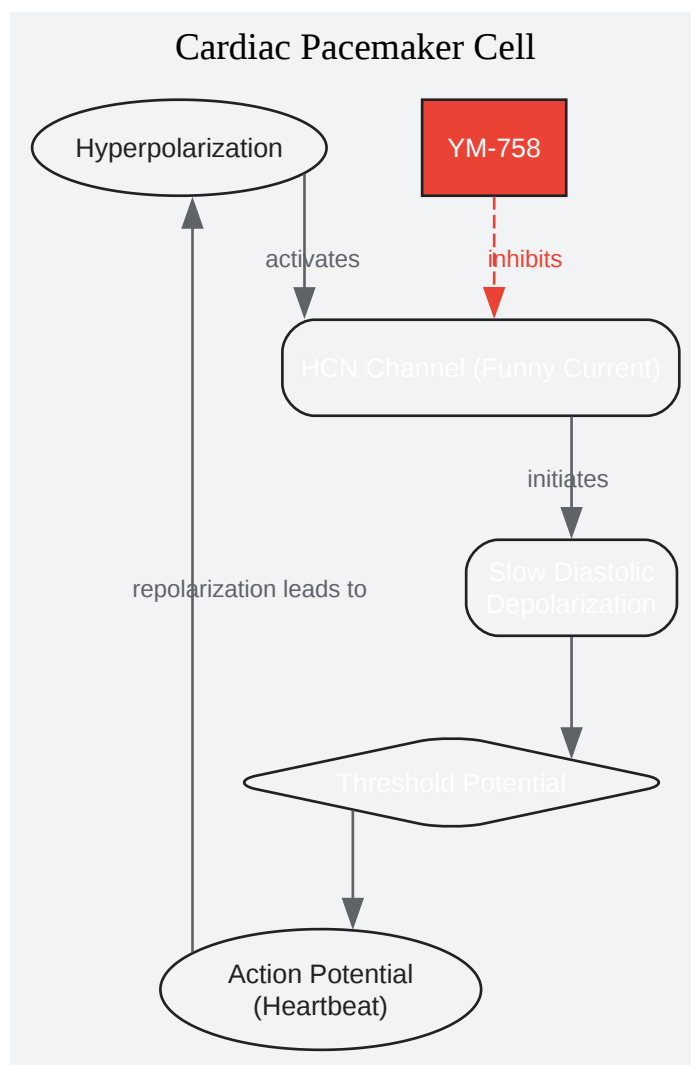 Cardiac Pacemaker Cell
Hyperpolarization
YM-758
activates
inhibits
HCN Channel (Funny Current)
initiates
Slow Diastolic
Depolarization
repolarization leads to
Threshold Potential
Action Potential
(Heartbeat)